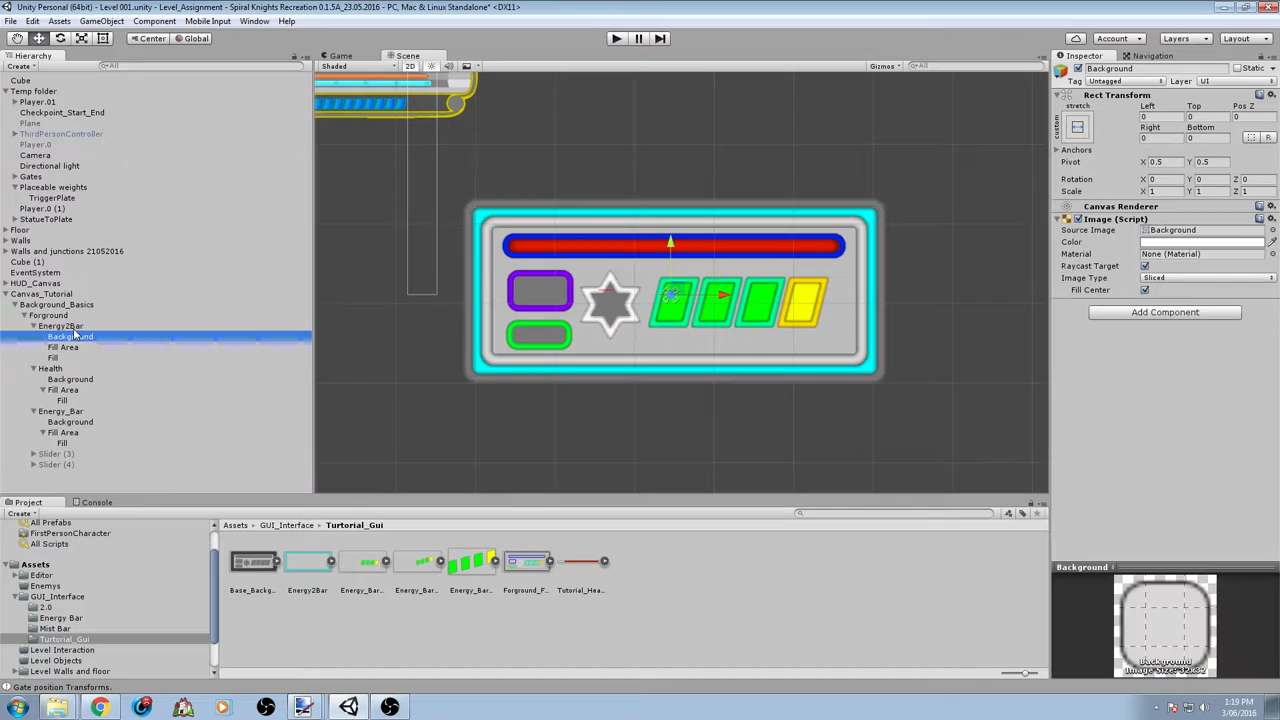 Unity Personal (64bit) - Level 001.unity - Level_Assignment - Spiral Knights Recreation 0.1.5A_23.05.2016 - PC, Mac & Linux Standalone* <DX11>
File Edit Assets GameObject Component Mobile Input Window Help
Center Global Account Layers Layout
Hierarchy Game Scene Inspector Navigation
Create All Shaded 2D Gizmos All Background Static
Tag Untagged Layer UI
Cube
Temp folder Rect Transform
Player.01 stretch Left Top Pos Z
Checkpoint_Start_End custom 0 0 0
Plane Right Bottom
ThirdPersonController 0 0 R
Player.0
Camera Anchors
Directional light Pivot X 0.5 Y 0.5
Gates
Placeable weights Rotation X 0 Y 0 Z 0
TriggerPlate Scale X 1 Y 1 Z 1
Player.0 (1) Canvas Renderer
StatueToPlate Image (Script)
Floor Source Image Background
Walls Color
Walls and junctions 21052016 Material None (Material)
Cube (1) Raycast Target
EventSystem Image Type Sliced
HUD_Canvas Fill Center
Canvas_Tutorial
Background_Basics Add Component
Forground
Energy2Bar
Background
Fill Area
Fill
Health
Background
Fill Area
Fill
Energy_Bar
Background
Fill Area
Fill
Slider (3)
Slider (4)
Project Console
Create
All Prefabs Assets GUI_Interface Turtorial_Gui
FirstPersonCharacter
All Scripts
Assets
Editor
Enemys
GUI_Interface
2.0
Energy Bar
Mist Bar
Turtorial_Gui
Level Interaction
Level Objects
Level Walls and floor
Base_Backg... Energy2Bar Energy_Bar... Energy_Bar... Energy_Bar... Forground_F... Tutorial_Hea...
Background
Background
Image Size: 32x32
Gate position Transforms.
1:19 PM
3/06/2016